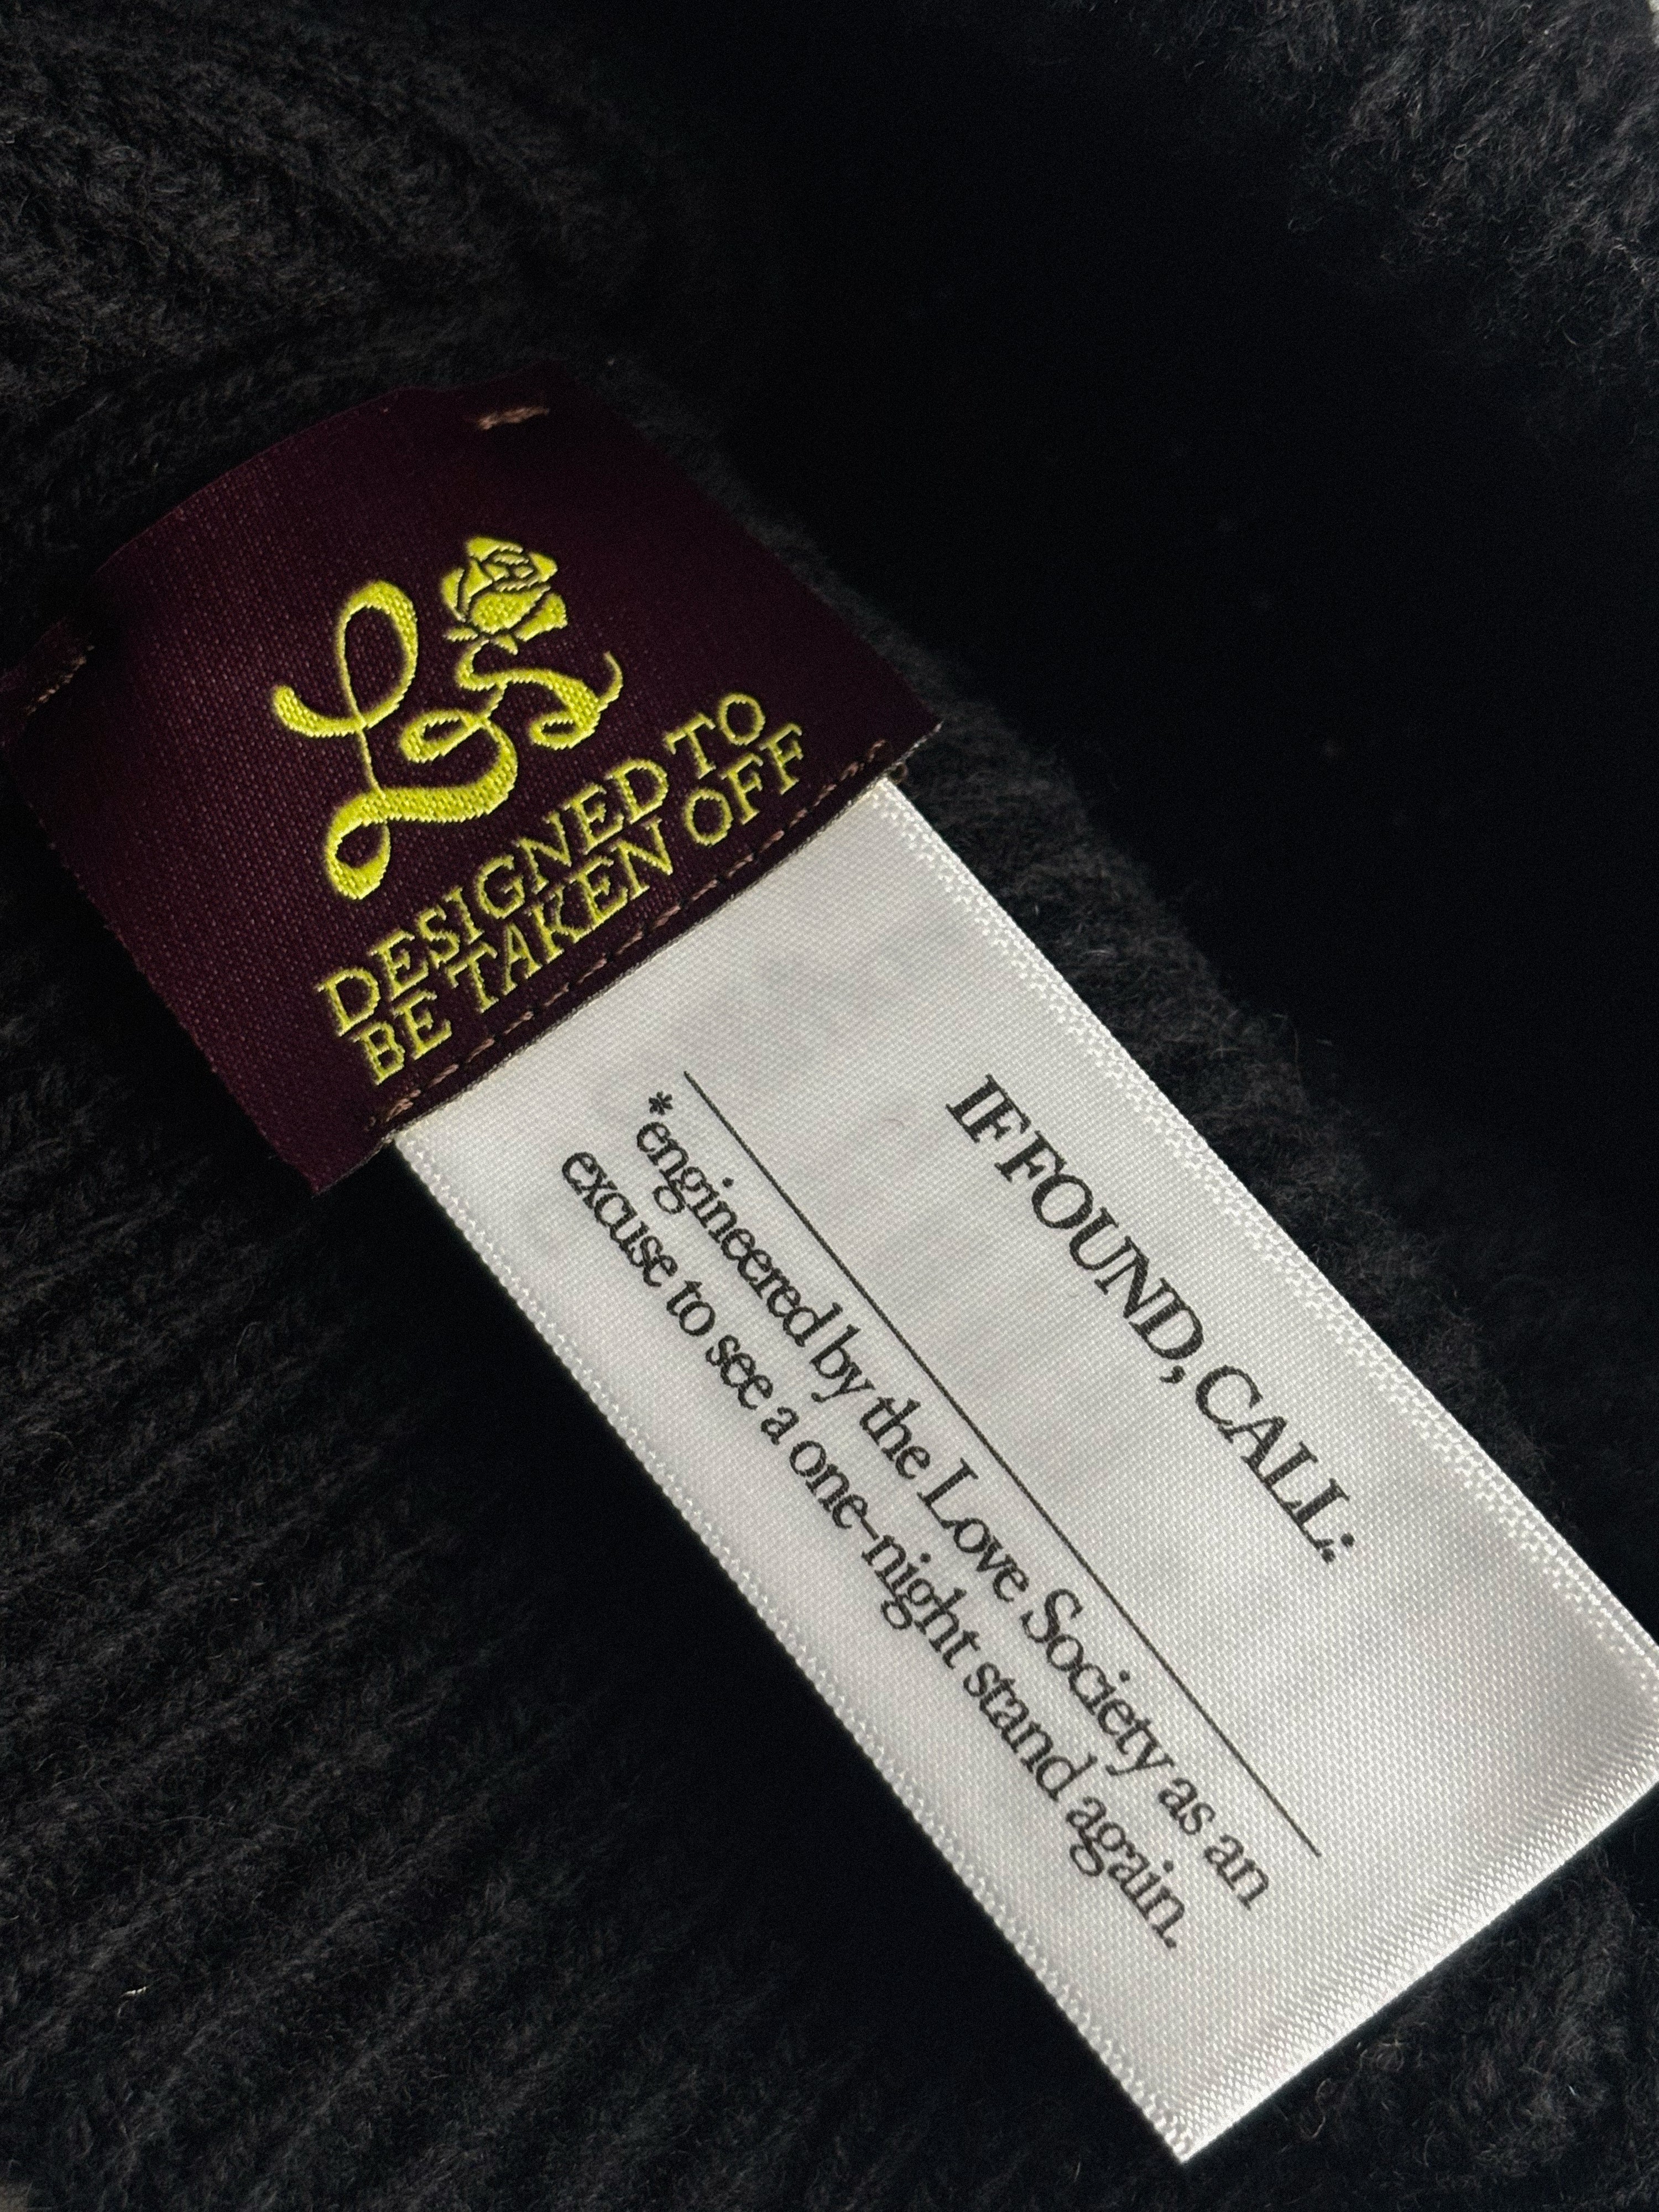 LS
DESIGNED TO
BE TAKEN OFF
IF FOUND, CALL:
*engineered by the Love Society as an
excuse to see a one-night stand again.